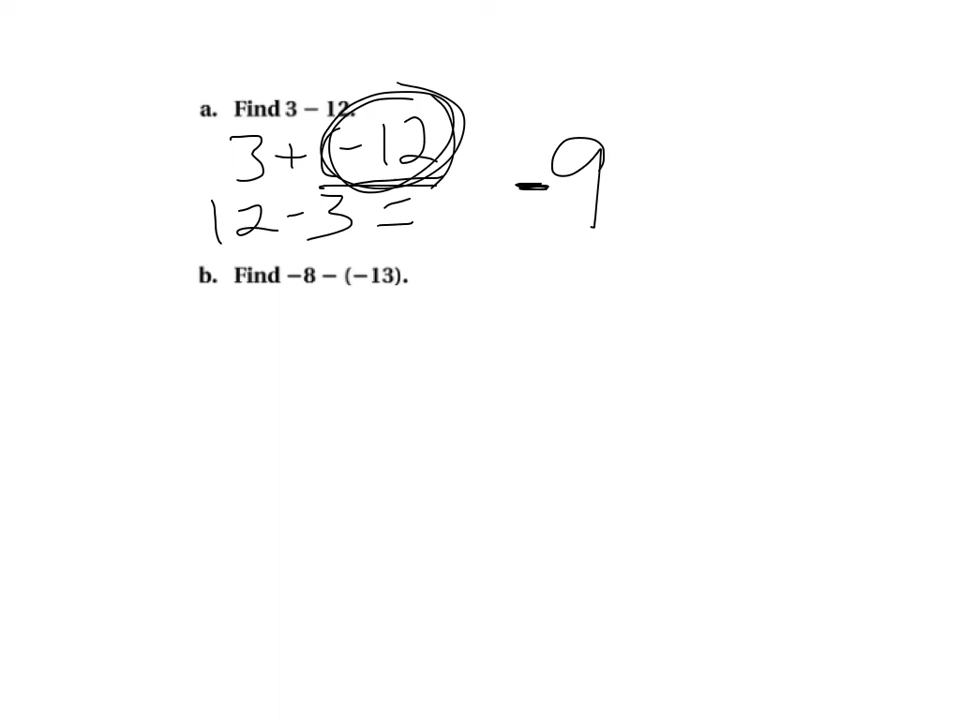 a. Find 3 – 12.
3 + -12
-9
12 - 3 =
b. Find –8 – (–13).